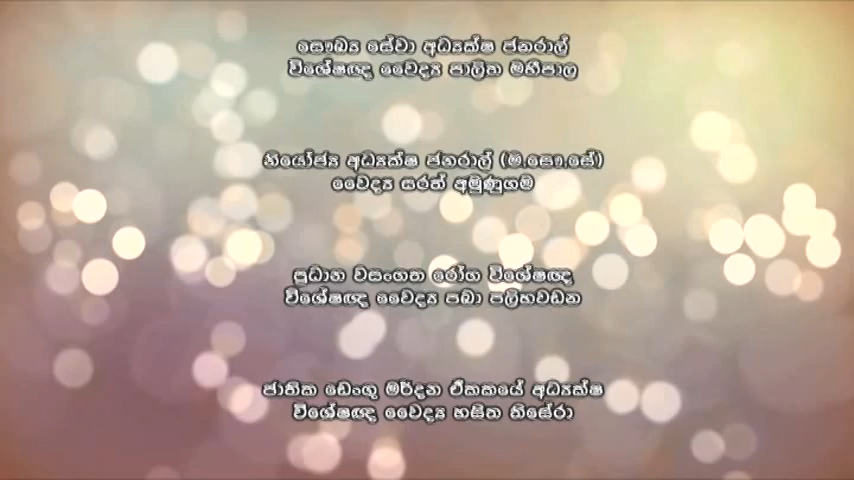 සෞඛ්‍ය සේවා අධ්‍යක්ෂ ජනරාල්
විශේෂඥ වෛද්‍ය පාලිත මහීපාල
නියෝජ්‍ය අධ්‍යක්ෂ ජනරාල් (ම.සෞ.සේ)
වෛද්‍ය සරත් අමුණුගම
ප්‍රධාන වසංගත රෝග විශේෂඥ
විශේෂඥ වෛද්‍ය පබා පලිහවඩන
ජාතික ඩෙංගු මර්දන ඒකකයේ අධ්‍යක්ෂ
විශේෂඥ වෛද්‍ය හසිත තිසේරා